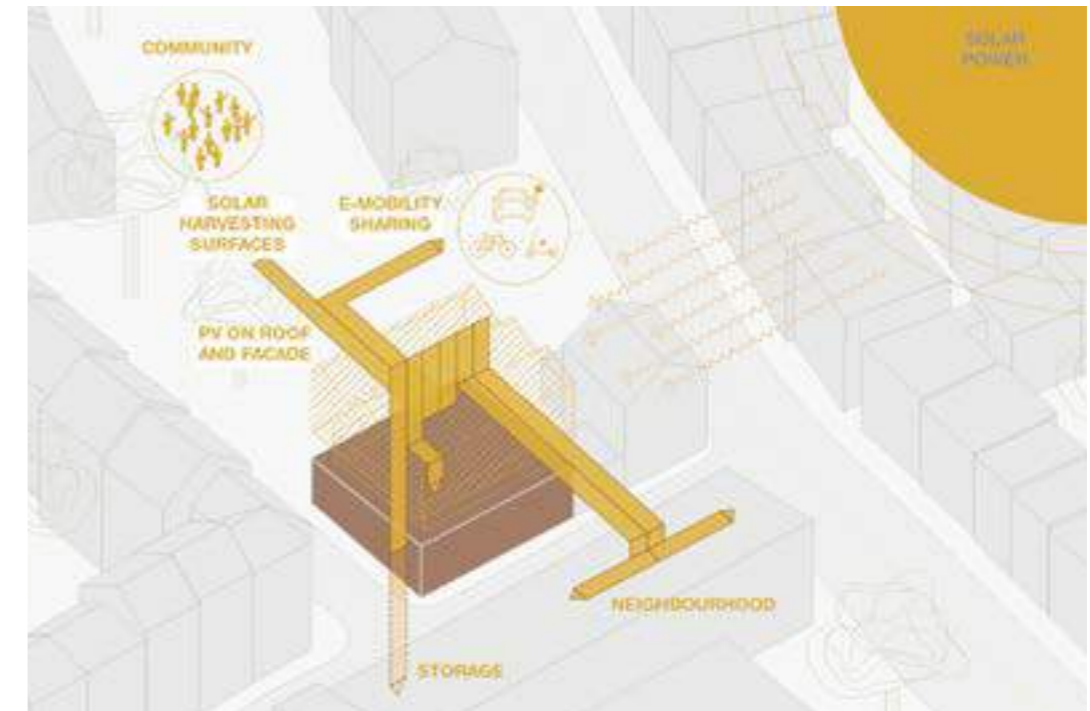 COMMUNITY
SOLAR
POWER
SOLAR
HARVESTING
SURFACES
E-MOBILITY
SHARING
PV ON ROOF
AND FACADE
NEIGHBOURHOOD
STORAGE